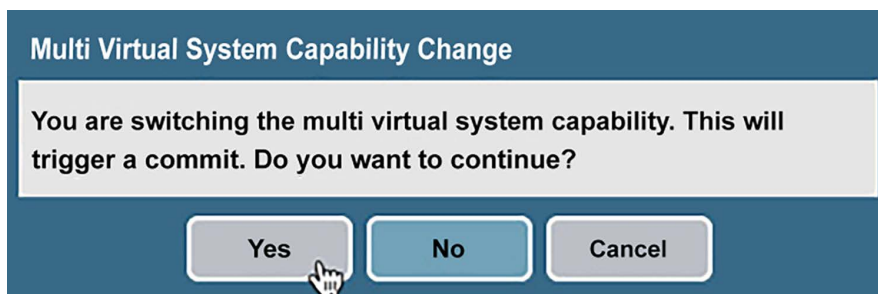 Multi Virtual System Capability Change
You are switching the multi virtual system capability. This will
trigger a commit. Do you want to continue?
Yes
No
Cancel